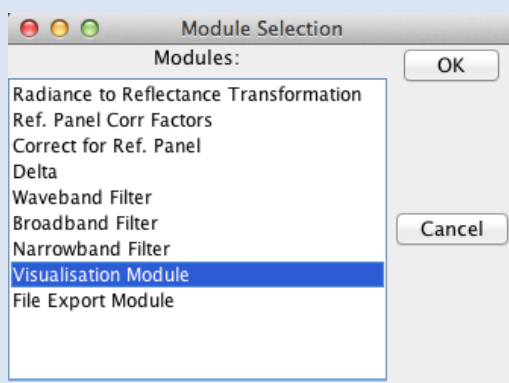 Module Selection
Modules:
OK
Radiance to Reflectance Transformation
Ref. Panel Corr Factors
Correct for Ref. Panel
Delta
Waveband Filter
Broadband Filter
Cancel
Narrowband Filter
Visualisation Module
File Export Module